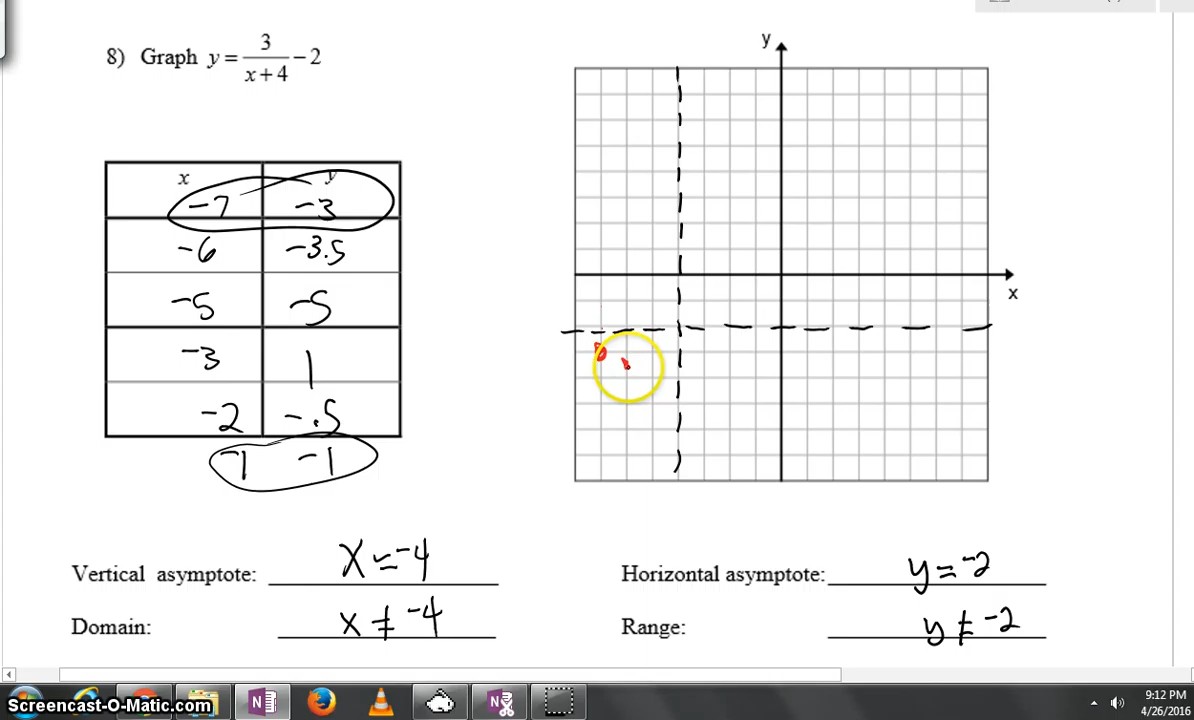 y
8) Graph y = 3/(x+4) − 2
x y
-7 -3
-6 -3.5
-5 -5
-3 1
-2 -.5
-1 -1
x
Vertical asymptote: x = -4
Horizontal asymptote: y = -2
Domain: x ≠ -4
Range: y ≠ -2
Screencast-O-Matic.com
9:12 PM
4/26/2016